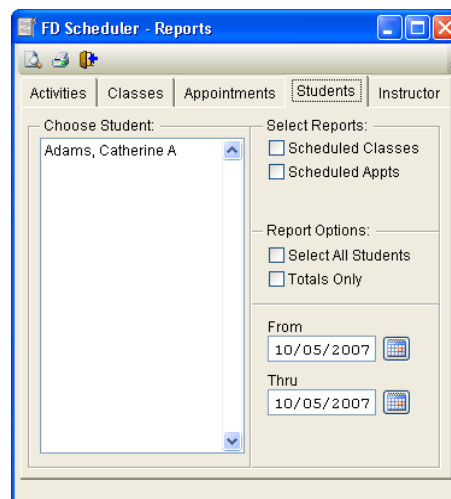 FD Scheduler - Reports
Activities Classes Appointments Students Instructor
Choose Student:
Adams, Catherine A
Select Reports:
Scheduled Classes
Scheduled Appts
Report Options:
Select All Students
Totals Only
From
10/05/2007
Thru
10/05/2007